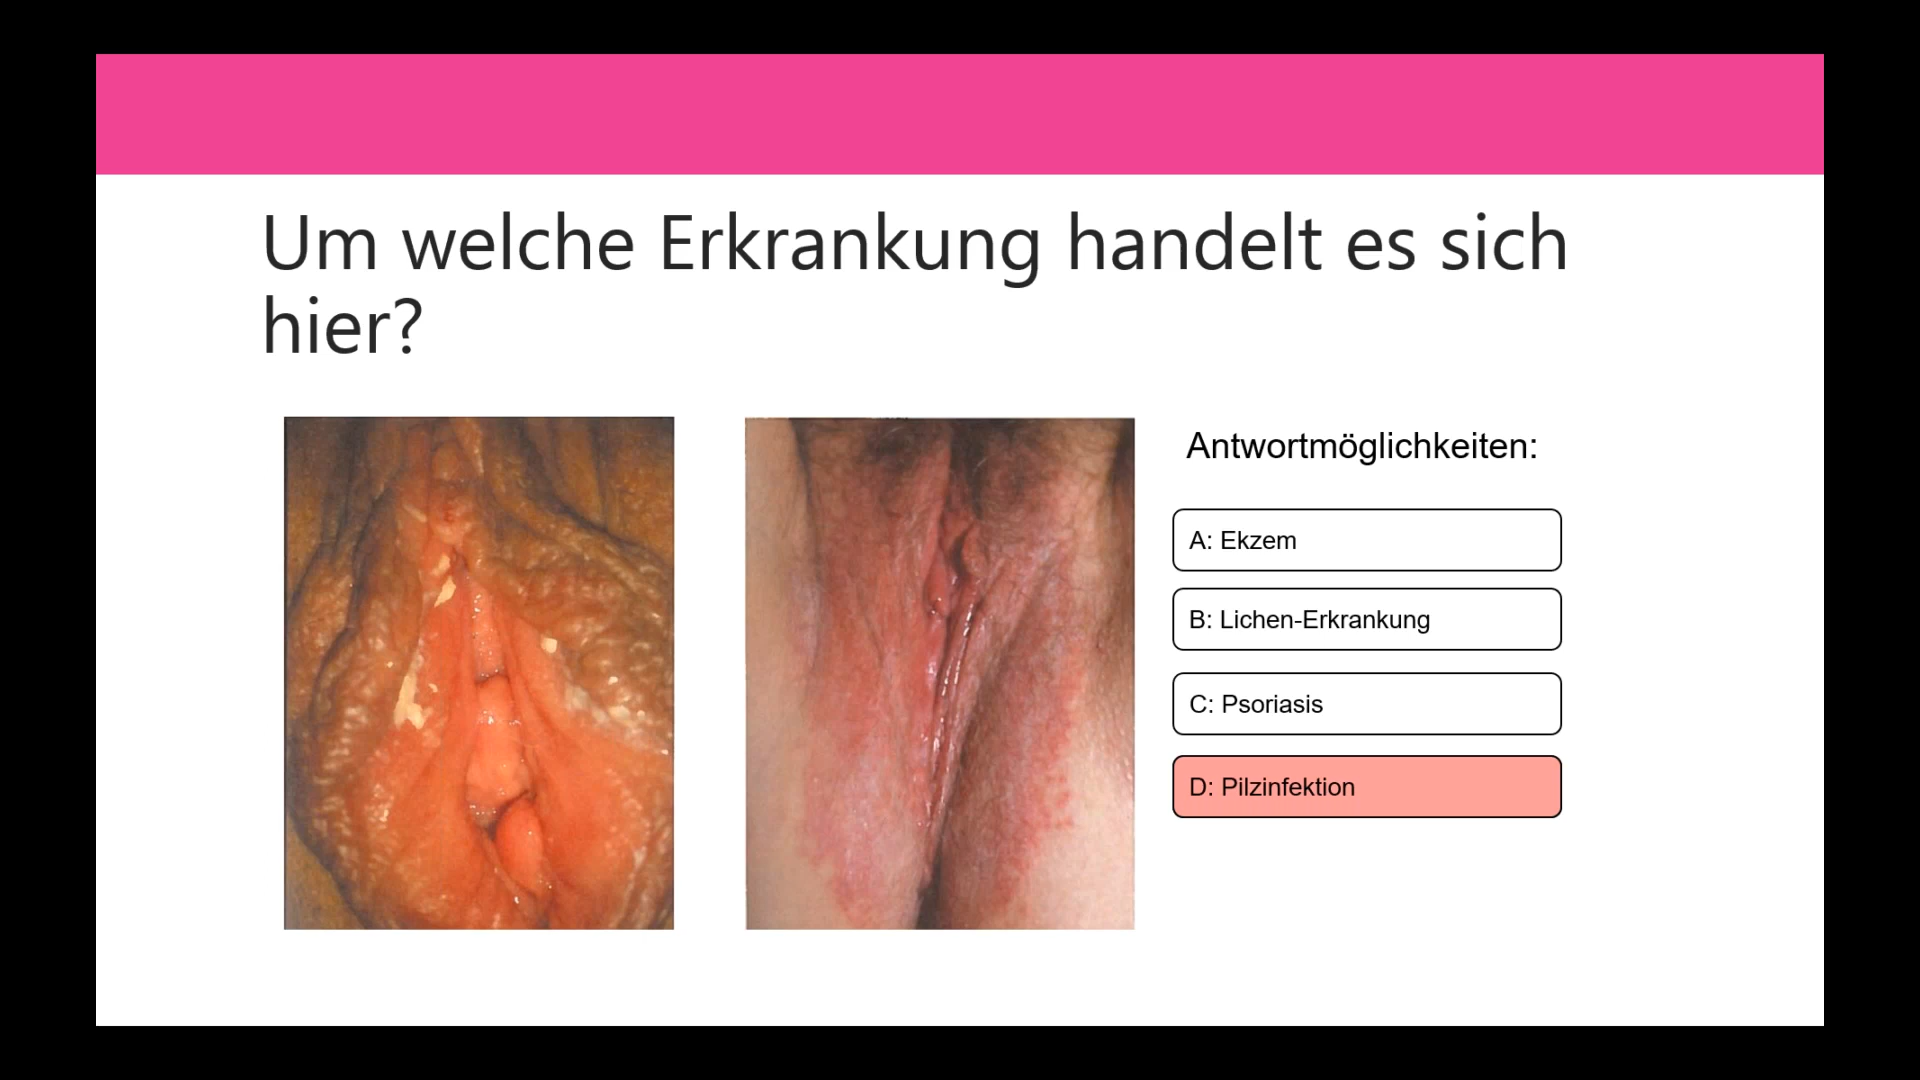 Um welche Erkrankung handelt es sich
hier?
Antwortmöglichkeiten:
A: Ekzem
B: Lichen-Erkrankung
C: Psoriasis
D: Pilzinfektion